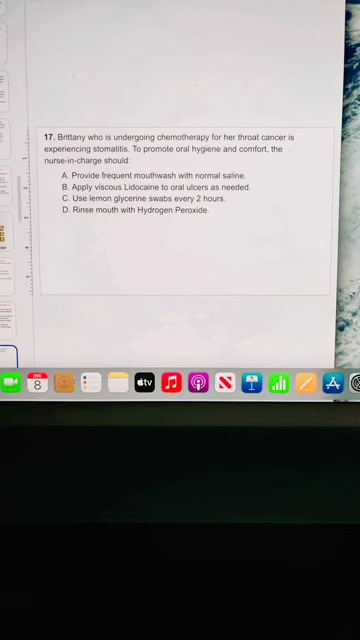 17. Brittany who is undergoing chemotherapy for her throat cancer is
experiencing stomatitis. To promote oral hygiene and comfort, the
nurse-in-charge should:
A. Provide frequent mouthwash with normal saline.
B. Apply viscous Lidocaine to oral ulcers as needed.
C. Use lemon glycerine swabs every 2 hours.
D. Rinse mouth with Hydrogen Peroxide.
DEC
8
tv